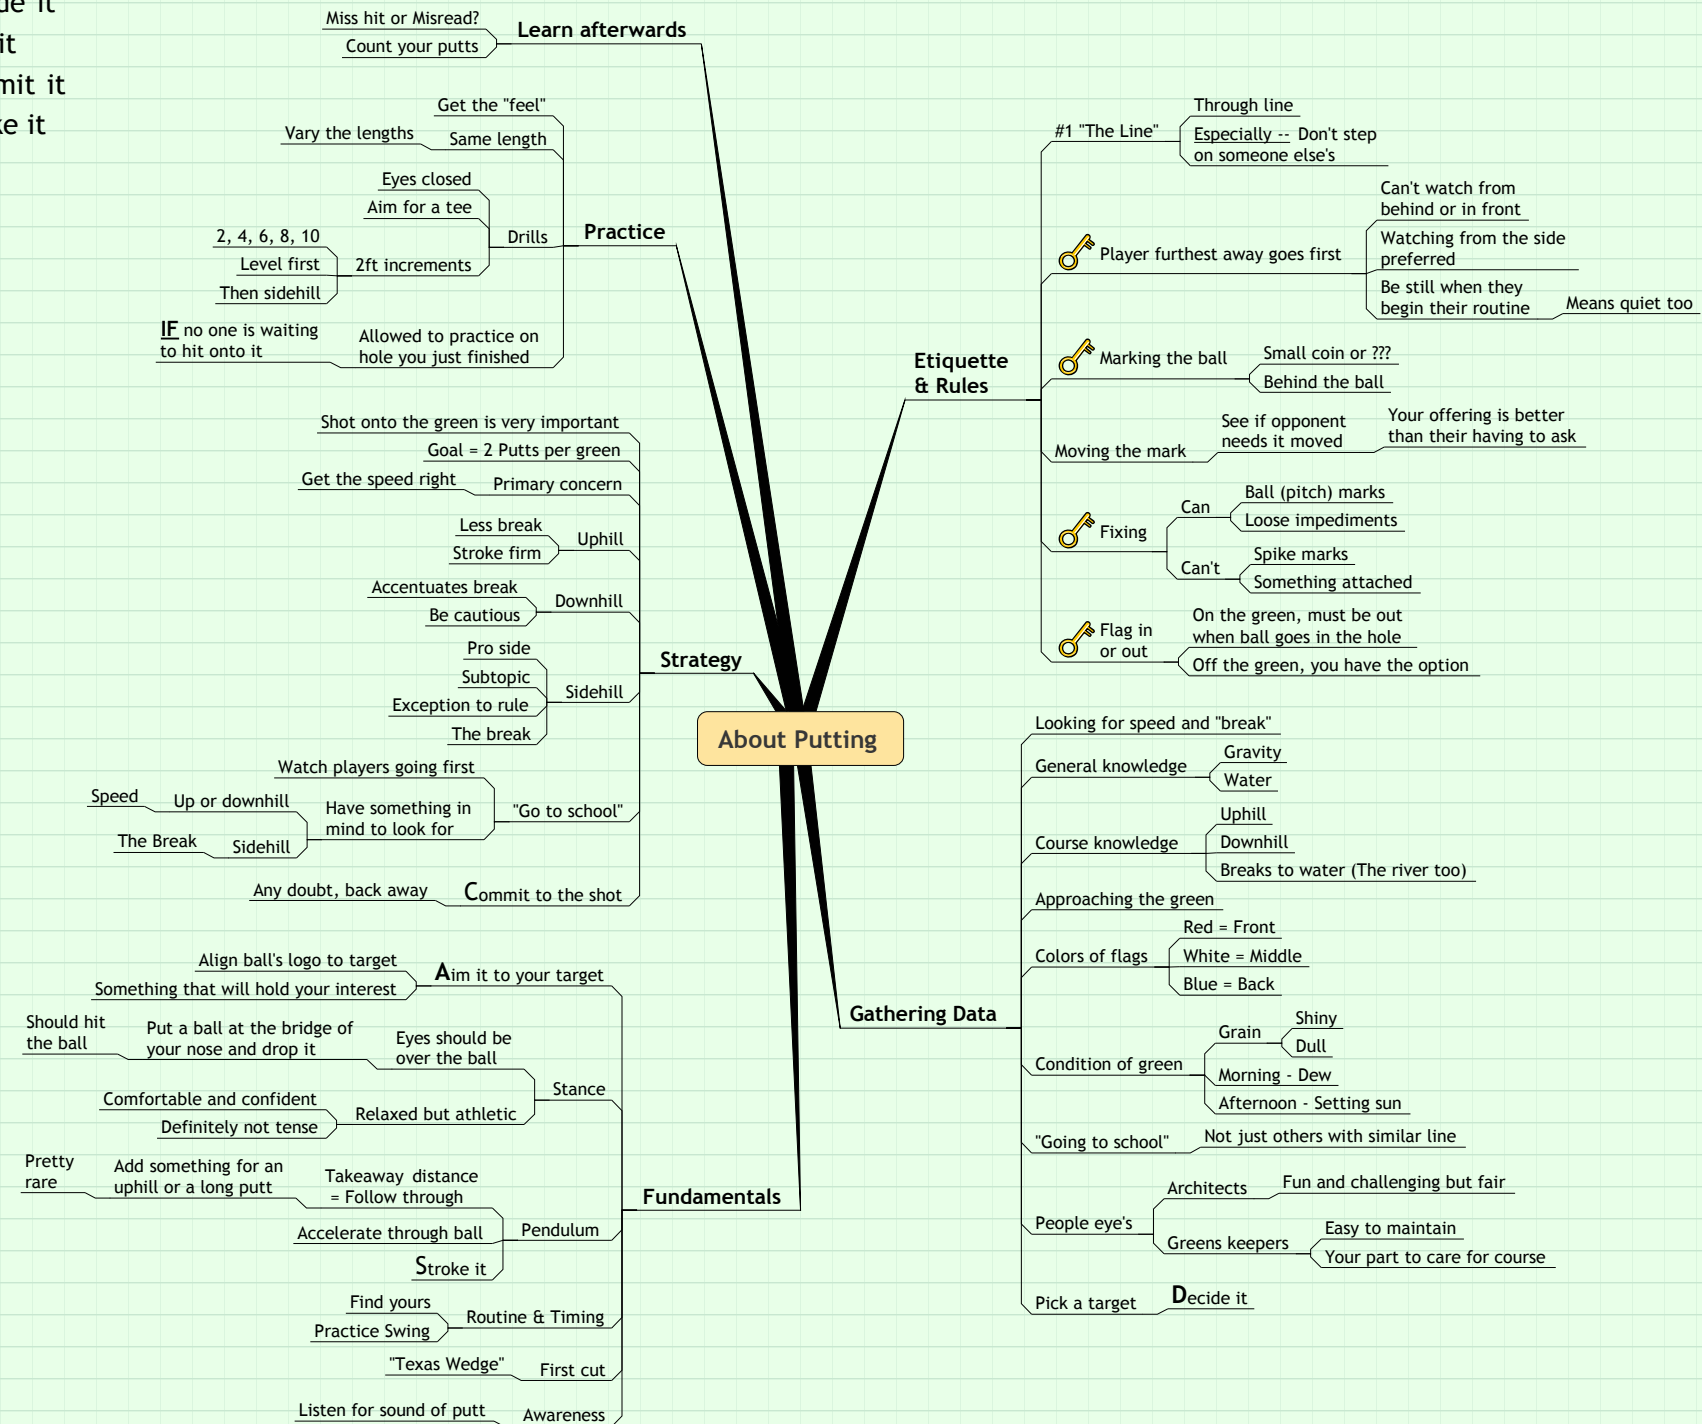 it
it
it
it
Miss hit or Misread?
Count your putts
Learn afterwards
Get the "feel"
Vary the lengths
Same length
Eyes closed
Aim for a tee
Drills
2, 4, 6, 8, 10
Level first
Then sidehill
2ft increments
IF no one is waiting
to hit onto it
Allowed to practice on
hole you just finished
Practice
Shot onto the green is very important
Goal = 2 Putts per green
Get the speed right
Primary concern
Less break
Stroke firm
Uphill
Accentuates break
Be cautious
Downhill
Pro side
Subtopic
Exception to rule
The break
Sidehill
Watch players going first
Speed
Up or downhill
The Break
Sidehill
Have something in
mind to look for
"Go to school"
Any doubt, back away
Commit to the shot
Strategy
About Putting
Align ball's logo to target
Something that will hold your interest
Aim it to your target
Should hit
the ball
Put a ball at the bridge of
your nose and drop it
Eyes should be
over the ball
Comfortable and confident
Definitely not tense
Relaxed but athletic
Stance
Pretty
rare
Add something for an
uphill or a long putt
Takeaway distance
= Follow through
Accelerate through ball
Stroke it
Pendulum
Find yours
Practice Swing
Routine & Timing
"Texas Wedge"
First cut
Listen for sound of putt
Awareness
Fundamentals
Etiquette
& Rules
#1 "The Line"
Through line
Especially -- Don't step
on someone else's
Player furthest away goes first
Can't watch from
behind or in front
Watching from the side
preferred
Be still when they
begin their routine
Means quiet too
Marking the ball
Small coin or ???
Behind the ball
Moving the mark
See if opponent
needs it moved
Your offering is better
than their having to ask
Fixing
Can
Ball (pitch) marks
Loose impediments
Can't
Spike marks
Something attached
Flag in
or out
On the green, must be out
when ball goes in the hole
Off the green, you have the option
Gathering Data
Looking for speed and "break"
General knowledge
Gravity
Water
Course knowledge
Uphill
Downhill
Breaks to water (The river too)
Approaching the green
Colors of flags
Red = Front
White = Middle
Blue = Back
Condition of green
Grain
Shiny
Dull
Morning - Dew
Afternoon - Setting sun
"Going to school"
Not just others with similar line
People eye's
Architects
Fun and challenging but fair
Greens keepers
Easy to maintain
Your part to care for course
Pick a target
Decide it